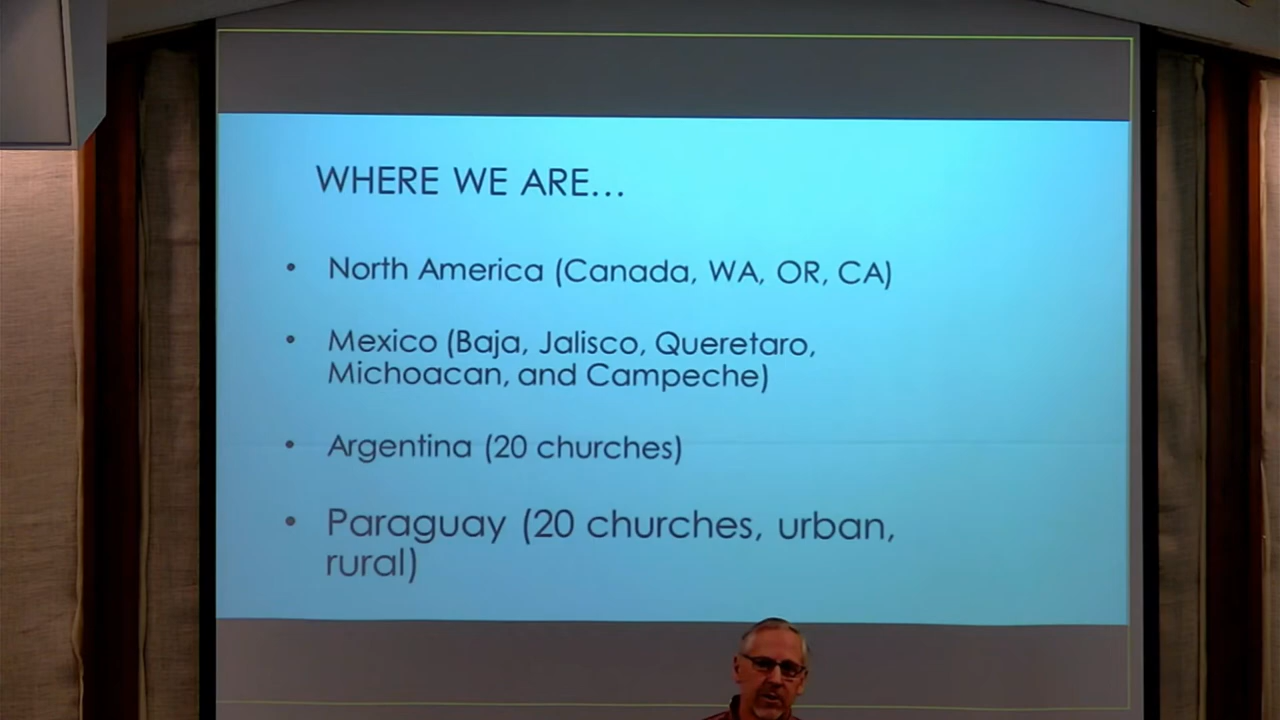 WHERE WE ARE...
• North America (Canada, WA, OR, CA)
• Mexico (Baja, Jalisco, Queretaro,
Michoacan, and Campeche)
• Argentina (20 churches)
• Paraguay (20 churches, urban,
rural)